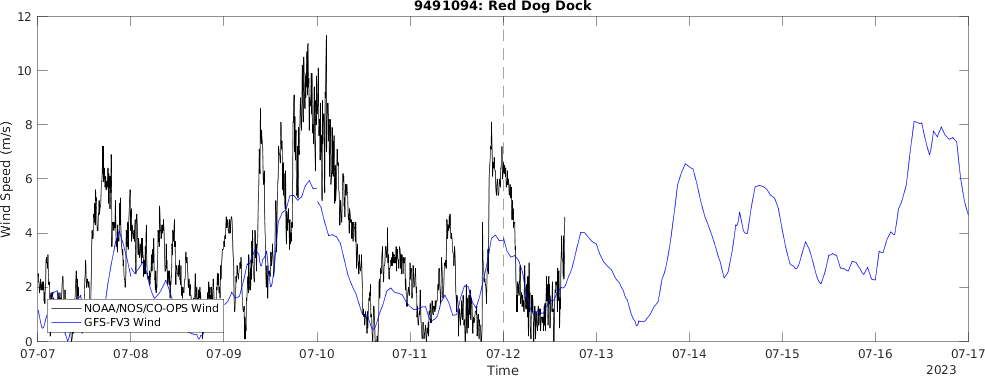 9491094: Red Dog Dock
12
10
8
6
4
2
0
Wind Speed (m/s)
NOAA/NOS/CO-OPS Wind
GFS-FV3 Wind
07-07 07-08 07-09 07-10 07-11 07-12 07-13 07-14 07-15 07-16 07-17
Time
2023